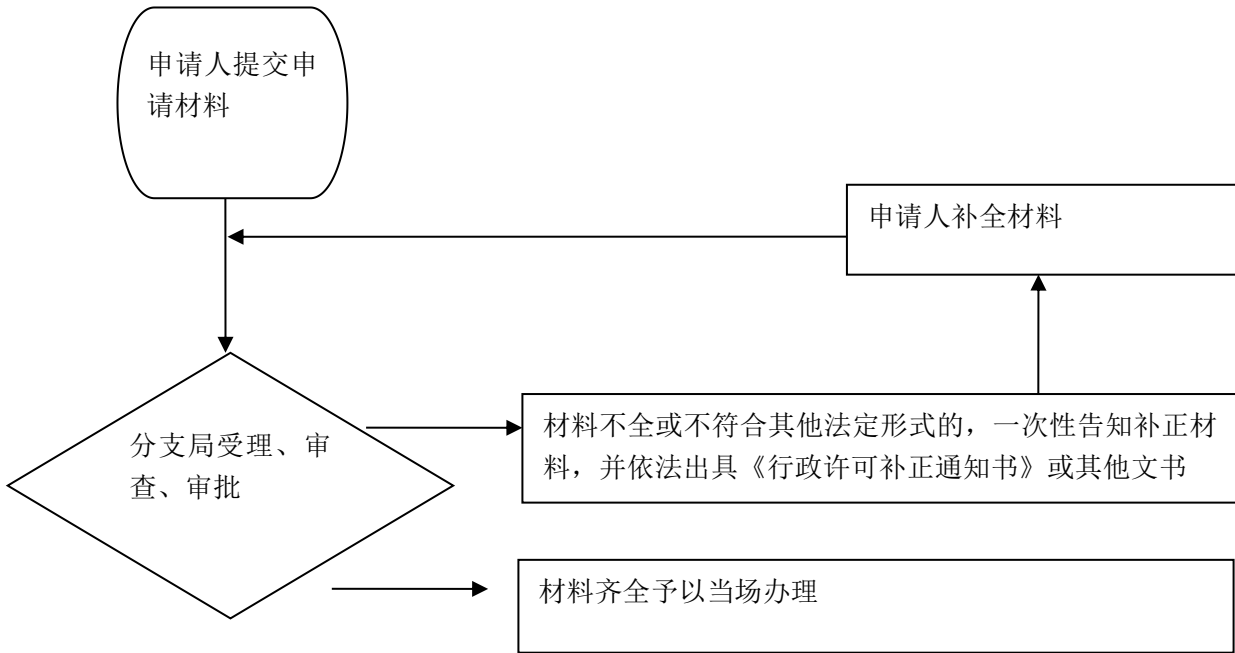 申请人提交申
请材料
申请人补全材料
分支局受理、审
查、审批
材料不全或不符合其他法定形式的，一次性告知补正材
料，并依法出具《行政许可补正通知书》或其他文书
材料齐全予以当场办理